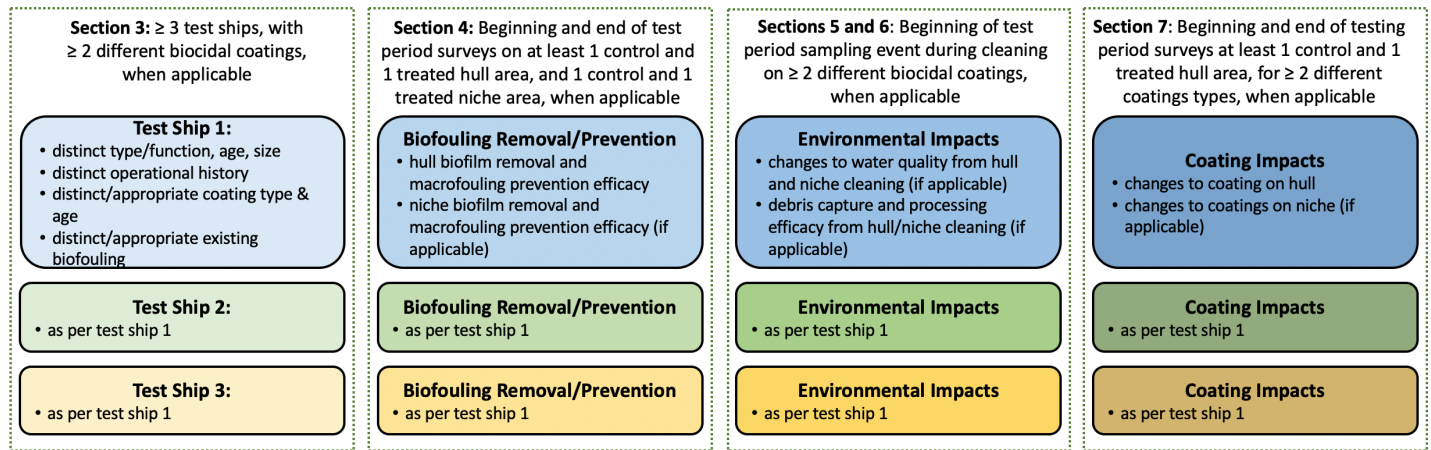 Section 3: ≥ 3 test ships, with
≥ 2 different biocidal coatings,
when applicable
Test Ship 1:
• distinct type/function, age, size
• distinct operational history
• distinct/appropriate coating type &
age
• distinct/appropriate existing
biofouling
Test Ship 2:
• as per test ship 1
Test Ship 3:
• as per test ship 1
Section 4: Beginning and end of test
period surveys on at least 1 control and
1 treated hull area, and 1 control and 1
treated niche area, when applicable
Biofouling Removal/Prevention
• hull biofilm removal and
macrofouling prevention efficacy
• niche biofilm removal and
macrofouling prevention efficacy (if
applicable)
Biofouling Removal/Prevention
• as per test ship 1
Biofouling Removal/Prevention
• as per test ship 1
Sections 5 and 6: Beginning of test
period sampling event during cleaning
on ≥ 2 different biocidal coatings,
when applicable
Environmental Impacts
• changes to water quality from hull
and niche cleaning (if applicable)
• debris capture and processing
efficacy from hull/niche cleaning (if
applicable)
Environmental Impacts
• as per test ship 1
Environmental Impacts
• as per test ship 1
Section 7: Beginning and end of testing
period surveys at least 1 control and 1
treated hull area, for ≥ 2 different
coatings types, when applicable
Coating Impacts
• changes to coating on hull
• changes to coatings on niche (if
applicable)
Coating Impacts
• as per test ship 1
Coating Impacts
• as per test ship 1